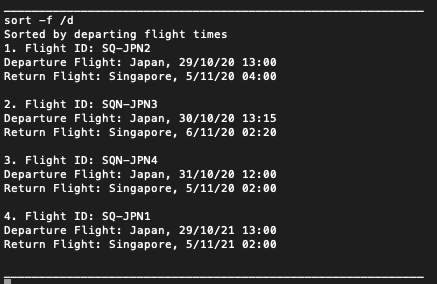 sort -f /d
Sorted by departing flight times
1. Flight ID: SQ-JPN2
Departure Flight: Japan, 29/10/20 13:00
Return Flight: Singapore, 5/11/20 04:00
2. Flight ID: SQN-JPN3
Departure Flight: Japan, 30/10/20 13:15
Return Flight: Singapore, 6/11/20 02:20
3. Flight ID: SQN-JPN4
Departure Flight: Japan, 31/10/20 12:00
Return Flight: Singapore, 5/11/20 02:00
4. Flight ID: SQ-JPN1
Departure Flight: Japan, 29/10/21 13:00
Return Flight: Singapore, 5/11/21 02:00